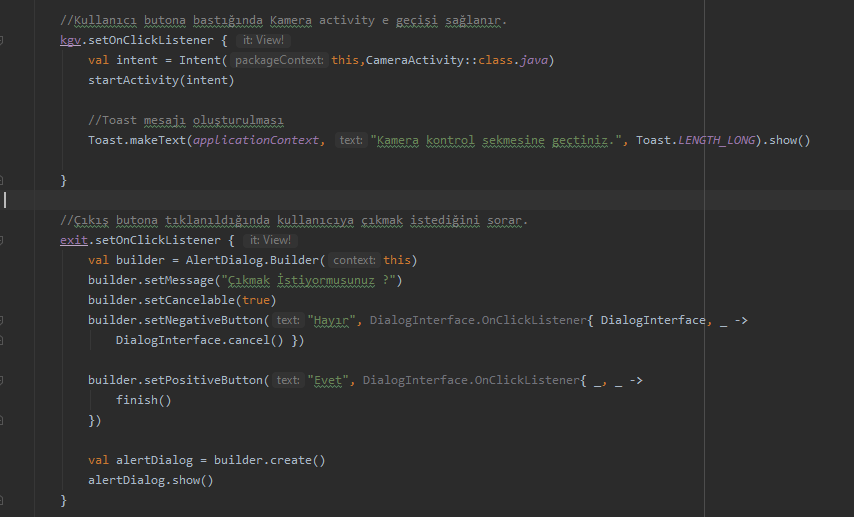 //Kullanıcı butona bastığında Kamera activity e geçişi sağlanır.
kgv.setOnClickListener { it: View!
val intent = Intent( packageContext: this,CameraActivity::class.java)
startActivity(intent)
//Toast mesajı oluşturulması
Toast.makeText(applicationContext, text: "Kamera kontrol sekmesine geçtiniz.", Toast.LENGTH_LONG).show()
}
//Çıkış butona tıklanıldığında kullanıcıya çıkmak istediğini sorar.
exit.setOnClickListener { it: View!
val builder = AlertDialog.Builder( context: this)
builder.setMessage("Çıkmak İstiyormusunuz ?")
builder.setCancelable(true)
builder.setNegativeButton( text: "Hayır", DialogInterface.OnClickListener{ DialogInterface, _ ->
DialogInterface.cancel() })
builder.setPositiveButton( text: "Evet", DialogInterface.OnClickListener{ _, _ ->
finish()
})
val alertDialog = builder.create()
alertDialog.show()
}